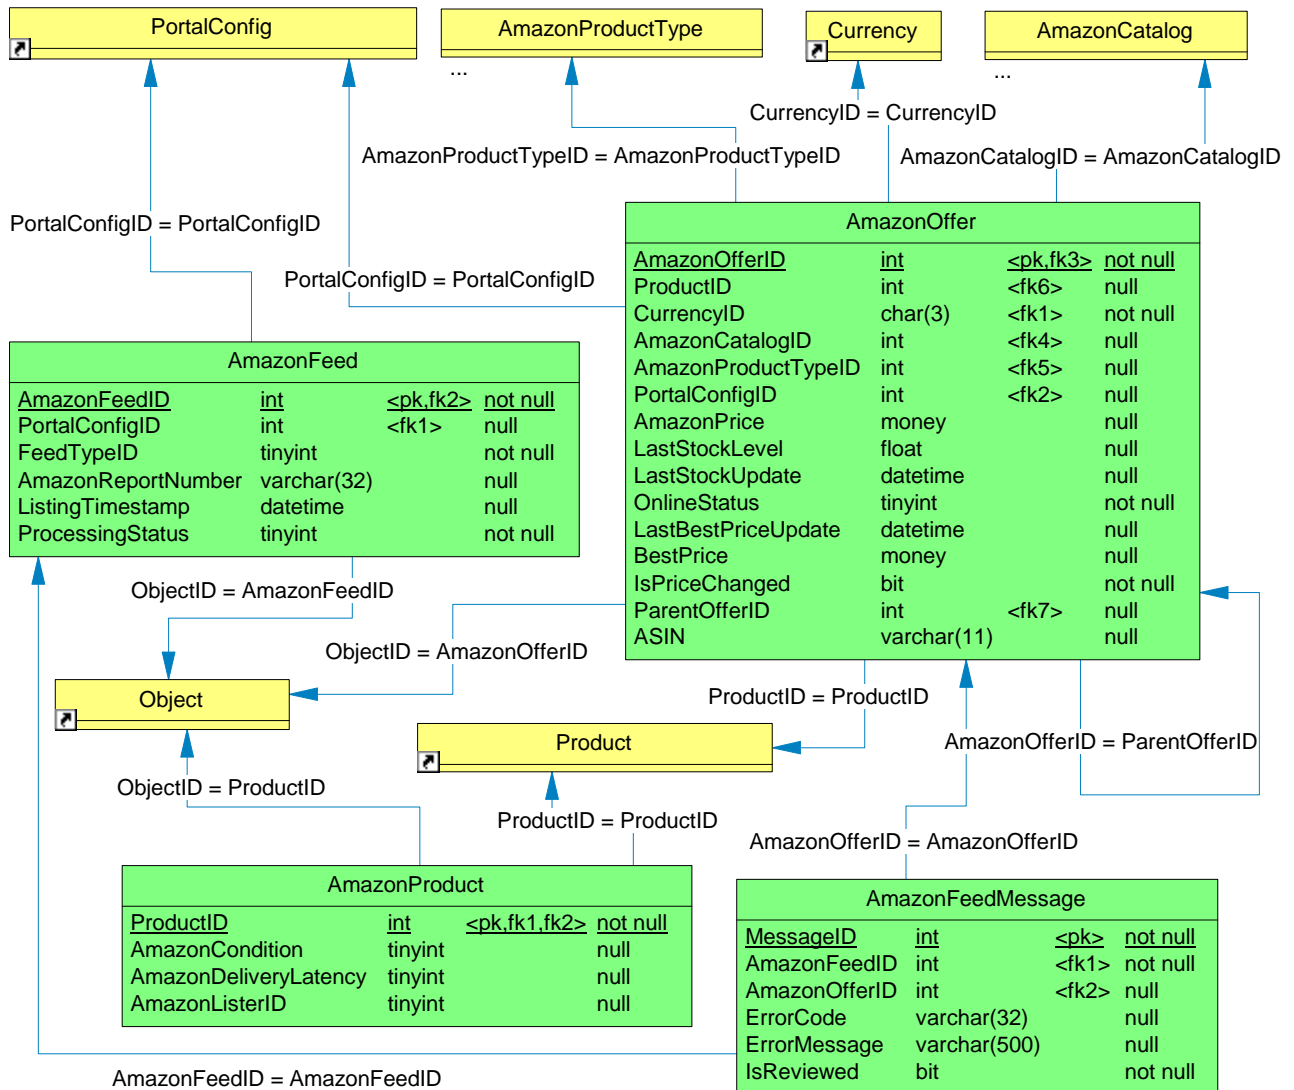 PortalConfig
AmazonProductType
...
Currency
AmazonCatalog
...
CurrencyID = CurrencyID
AmazonProductTypeID = AmazonProductTypeID
AmazonCatalogID = AmazonCatalogID
PortalConfigID = PortalConfigID
PortalConfigID = PortalConfigID
AmazonOffer
AmazonOfferID int <pk,fk3> not null
ProductID int <fk6> null
CurrencyID char(3) <fk1> not null
AmazonCatalogID int <fk4> null
AmazonProductTypeID int <fk5> null
PortalConfigID int <fk2> null
AmazonPrice money null
LastStockLevel float null
LastStockUpdate datetime null
OnlineStatus tinyint not null
LastBestPriceUpdate datetime null
BestPrice money null
IsPriceChanged bit not null
ParentOfferID int <fk7> null
ASIN varchar(11) null
AmazonFeed
AmazonFeedID int <pk,fk2> not null
PortalConfigID int <fk1> null
FeedTypeID tinyint not null
AmazonReportNumber varchar(32) null
ListingTimestamp datetime null
ProcessingStatus tinyint not null
ObjectID = AmazonFeedID
ObjectID = AmazonOfferID
Object
ProductID = ProductID
Product
AmazonOfferID = ParentOfferID
ObjectID = ProductID
ProductID = ProductID
AmazonOfferID = AmazonOfferID
AmazonProduct
ProductID int <pk,fk1,fk2> not null
AmazonCondition tinyint null
AmazonDeliveryLatency tinyint null
AmazonListerID tinyint null
AmazonFeedMessage
MessageID int <pk> not null
AmazonFeedID int <fk1> not null
AmazonOfferID int <fk2> null
ErrorCode varchar(32) null
ErrorMessage varchar(500) null
IsReviewed bit not null
AmazonFeedID = AmazonFeedID